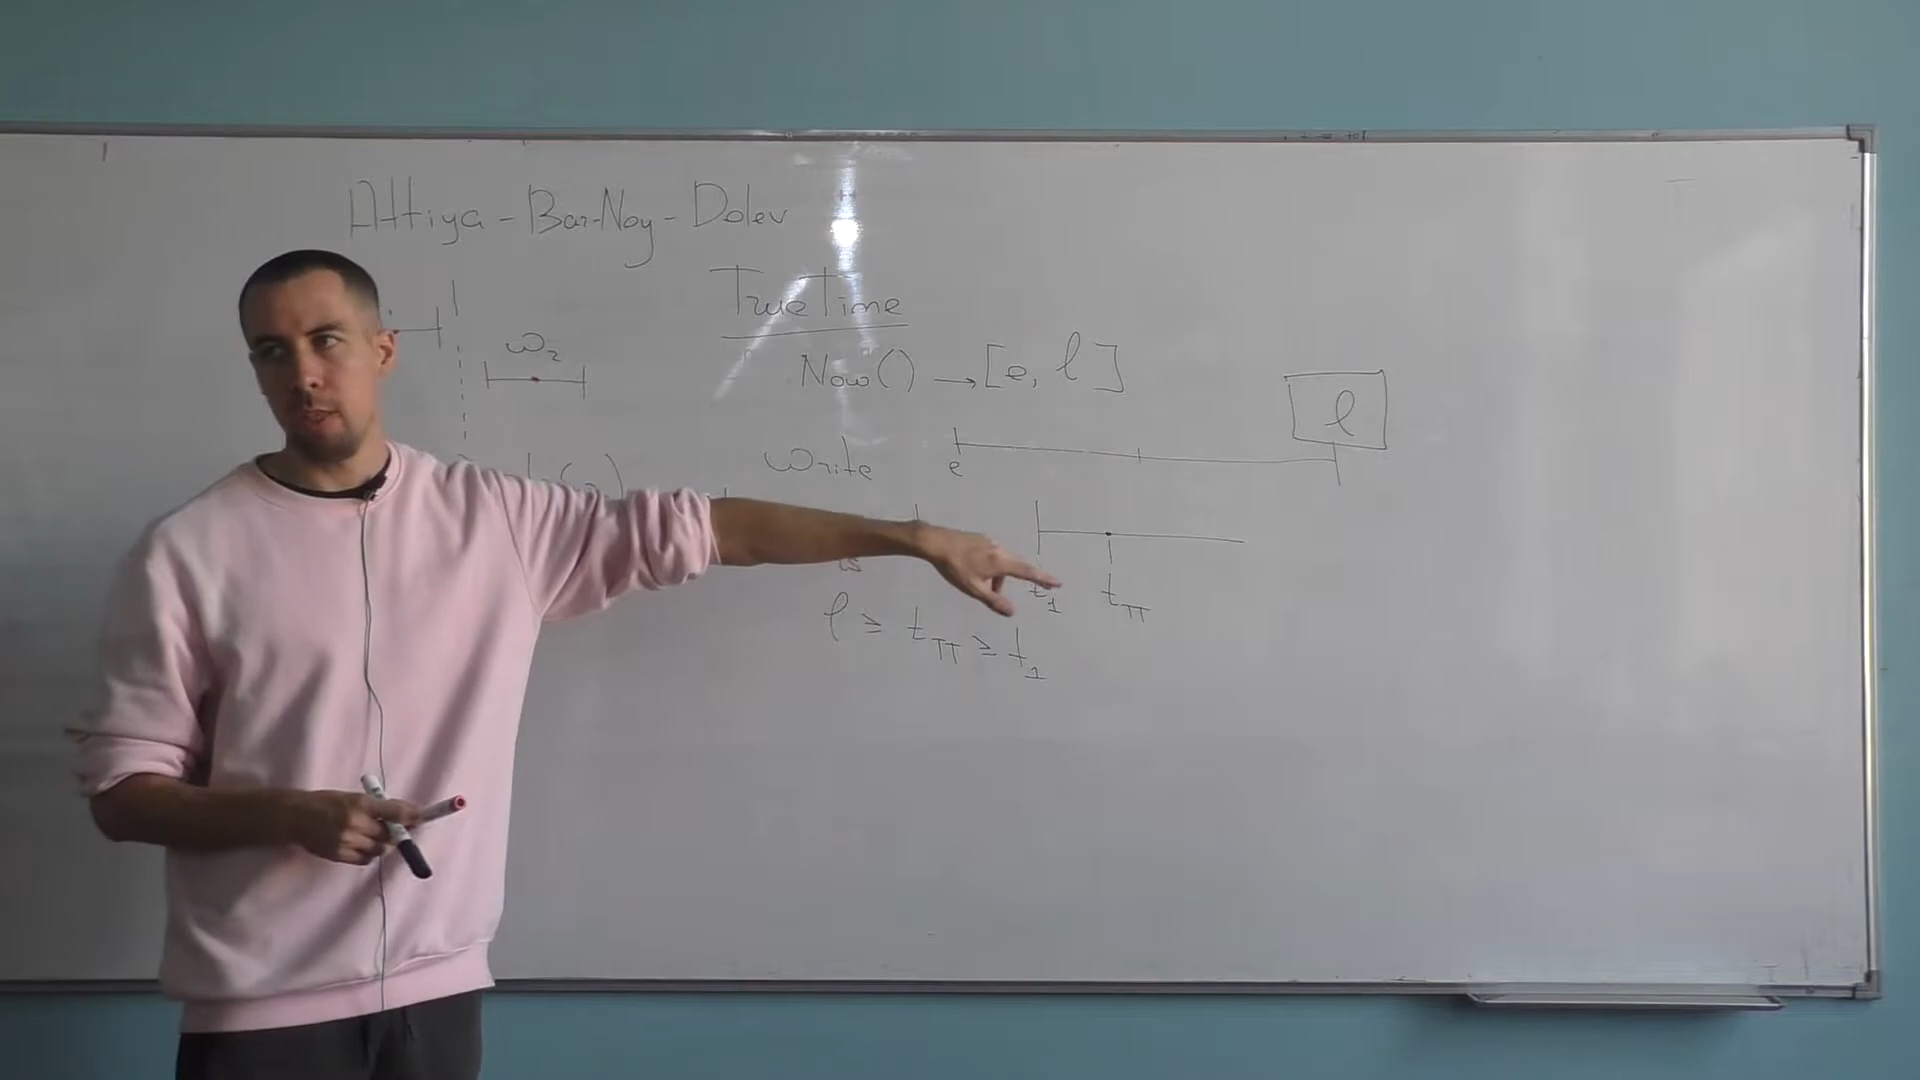 Attiya - Bar-Noy - Dolev
TrueTime
ω₂
Now() → [e, l]
l
Write
e
t₁
t_TT
l ≥ t_TT ≥ t₁